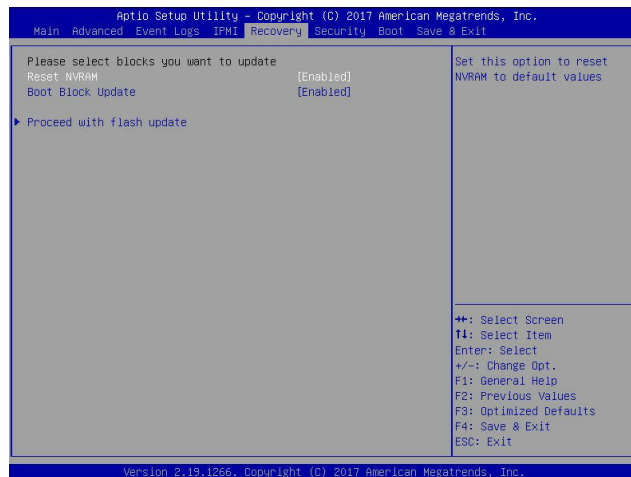 Aptio Setup Utility – Copyright (C) 2017 American Megatrends, Inc.
Main Advanced Event Logs IPMI Recovery Security Boot Save & Exit
Please select blocks you want to update
Reset NVRAM [Enabled]
Boot Block Update [Enabled]
Proceed with flash update
Set this option to reset
NVRAM to default values
→←: Select Screen
↑↓: Select Item
Enter: Select
+/-: Change Opt.
F1: General Help
F2: Previous Values
F3: Optimized Defaults
F4: Save & Exit
ESC: Exit
Version 2.19.1266. Copyright (C) 2017 American Megatrends, Inc.